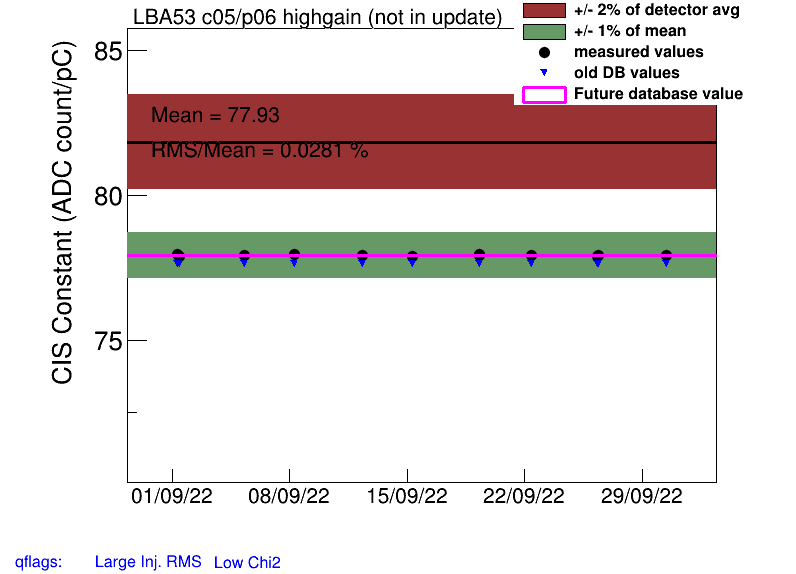 LBA53 c05/p06 highgain (not in update)
+/- 2% of detector avg
+/- 1% of mean
measured values
old DB values
Future database value
CIS Constant (ADC count/pC)
85
80
75
Mean = 77.93
RMS/Mean = 0.0281 %
01/09/22 08/09/22 15/09/22 22/09/22 29/09/22
qflags: Large Inj. RMS Low Chi2